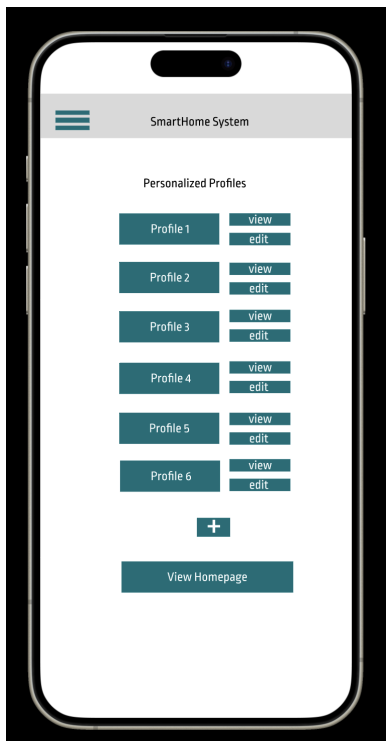 SmartHome System
Personalized Profiles
Profile 1
view
edit
Profile 2
view
edit
Profile 3
view
edit
Profile 4
view
edit
Profile 5
view
edit
Profile 6
view
edit
+
View Homepage